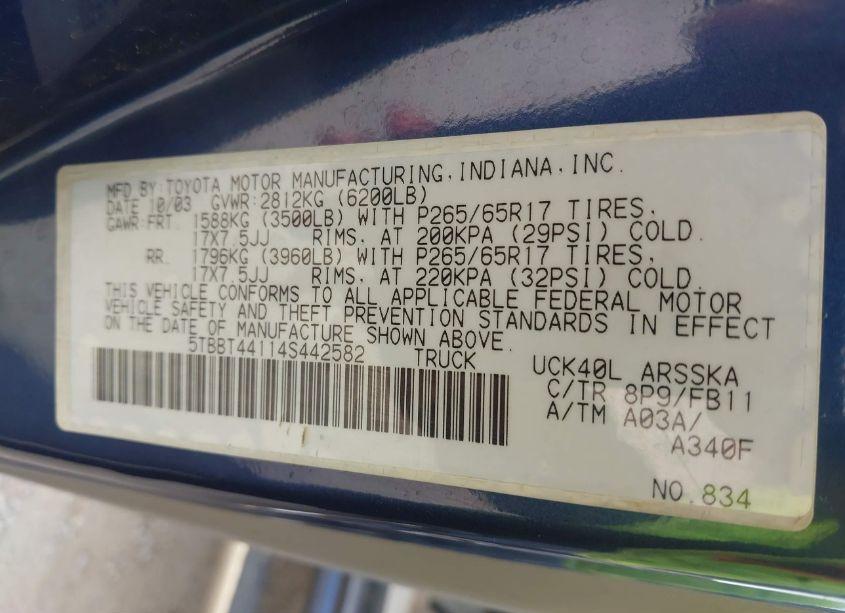 MFD BY: TOYOTA MOTOR MANUFACTURING, INDIANA, INC.
DATE 10/03 GVWR: 2812KG (6200LB)
GAWR: FRT. 1588KG (3500LB) WITH P265/65R17 TIRES,
17X7.5JJ RIMS, AT 200KPA (29PSI) COLD.
RR. 1796KG (3960LB) WITH P265/65R17 TIRES,
17X7.5JJ RIMS, AT 220KPA (32PSI) COLD.
THIS VEHICLE CONFORMS TO ALL APPLICABLE FEDERAL MOTOR
VEHICLE SAFETY AND THEFT PREVENTION STANDARDS IN EFFECT
ON THE DATE OF MANUFACTURE SHOWN ABOVE.
5TBBT44114S442582 TRUCK
UCK40L ARSSKA
C/TR 8P9/FB11
A/TM A03A/
A340F
NO. 834